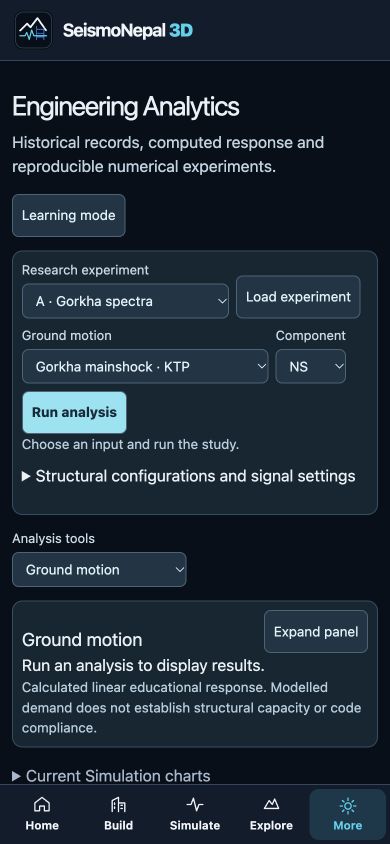 SeismoNepal 3D
Engineering Analytics
Historical records, computed response and
reproducible numerical experiments.
Learning mode
Research experiment
A · Gorkha spectra
Load experiment
Ground motion
Component
Gorkha mainshock · KTP
NS
Run analysis
Choose an input and run the study.
Structural configurations and signal settings
Analysis tools
Ground motion
Expand panel
Ground motion
Run an analysis to display results.
Calculated linear educational response. Modelled
demand does not establish structural capacity or code
compliance.
Current Simulation charts
Home
Build
Simulate
Explore
More